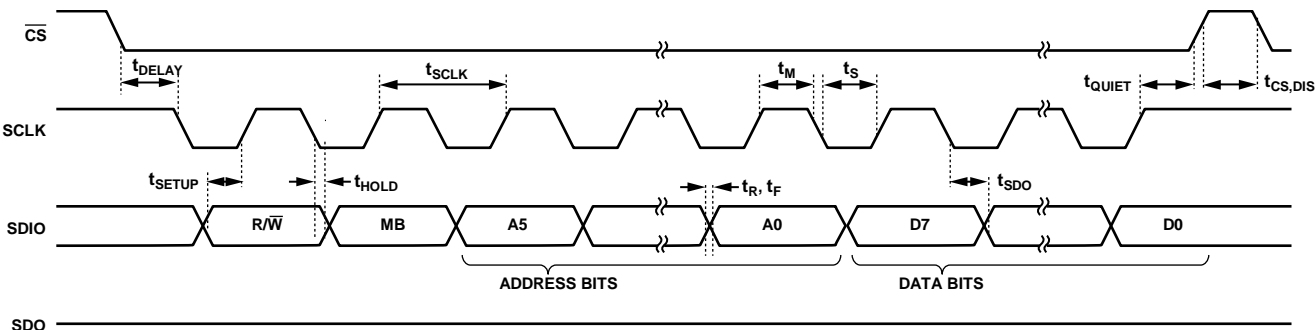 CS
tDELAY
tSCLK
tM
tS
tQUIET
tCS,DIS
SCLK
tSETUP
tHOLD
tR, tF
tSDO
SDIO
R/W
MB
A5
A0
D7
D0
ADDRESS BITS
DATA BITS
SDO